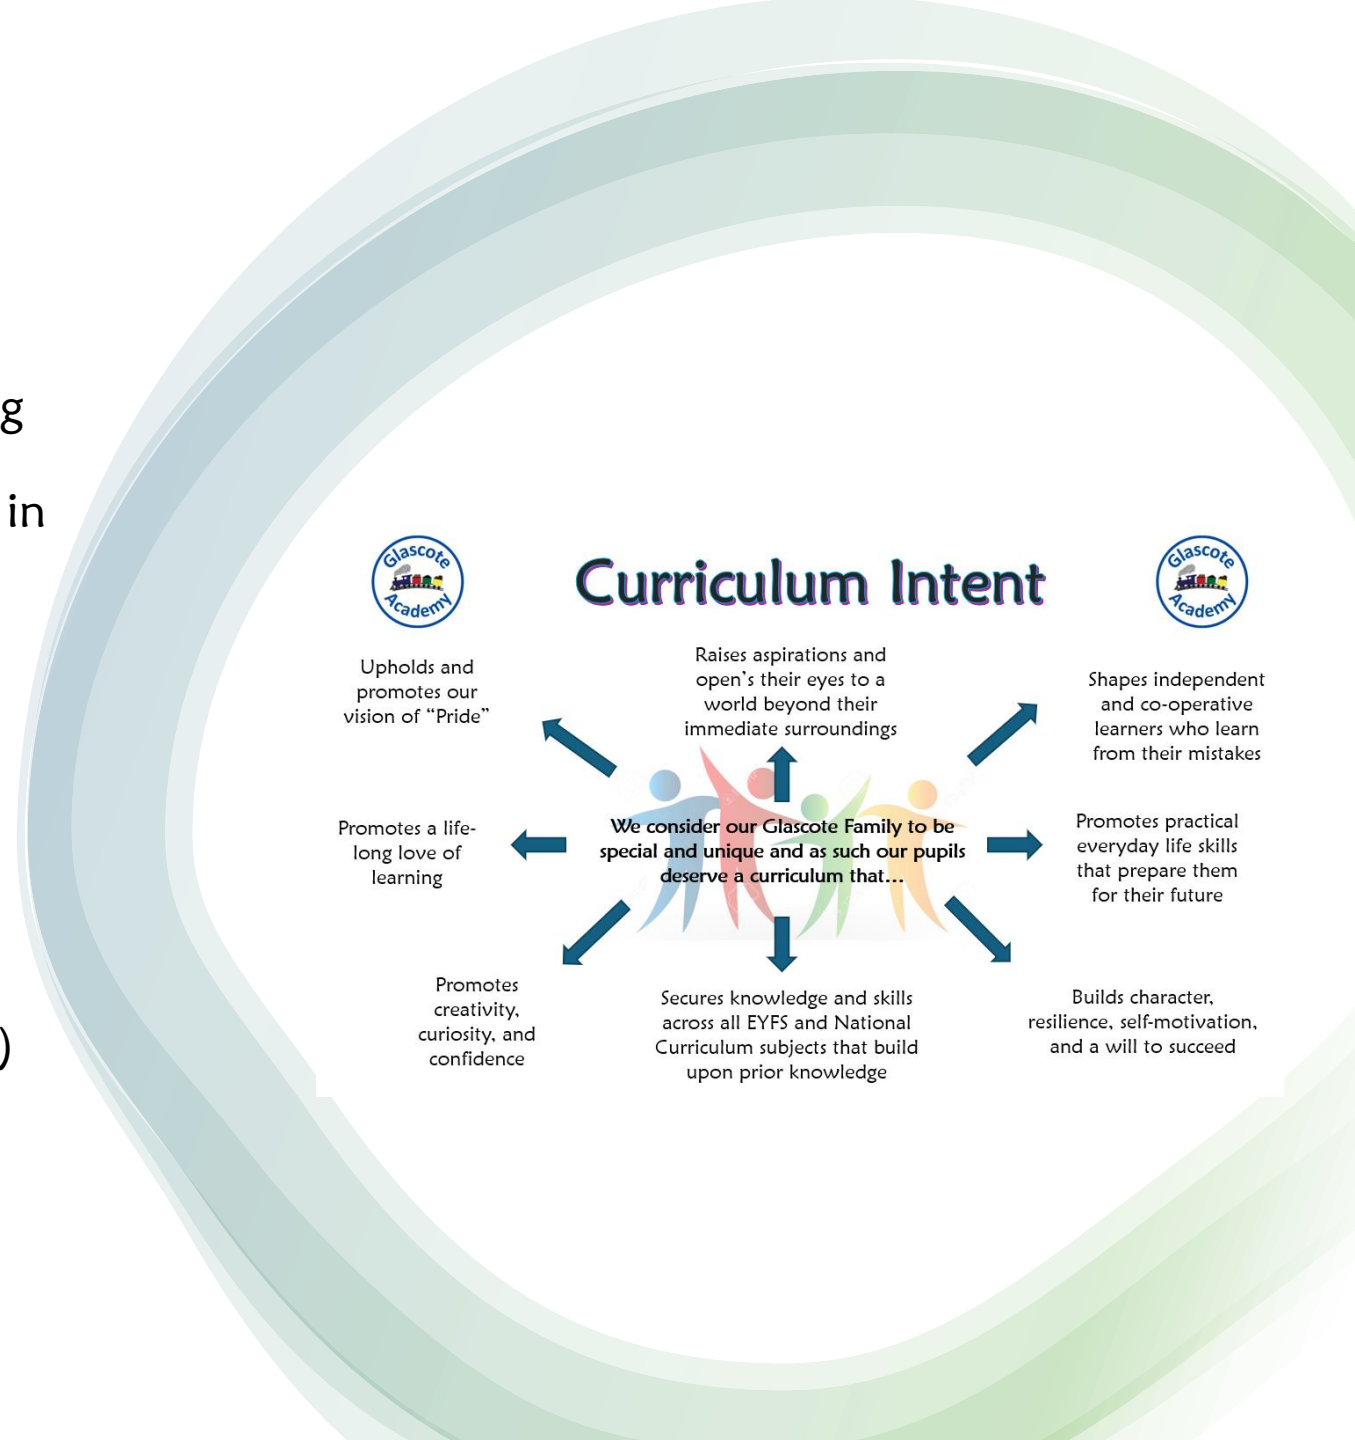 g
in
)
Glascote
Academy
Curriculum Intent
Glascote
Academy
Upholds and
promotes our
vision of “Pride”
Raises aspirations and
open’s their eyes to a
world beyond their
immediate surroundings
Shapes independent
and co-operative
learners who learn
from their mistakes
Promotes a life-
long love of
learning
We consider our Glascote Family to be
special and unique and as such our pupils
deserve a curriculum that...
Promotes practical
everyday life skills
that prepare them
for their future
Promotes
creativity,
curiosity, and
confidence
Secures knowledge and skills
across all EYFS and National
Curriculum subjects that build
upon prior knowledge
Builds character,
resilience, self-motivation,
and a will to succeed